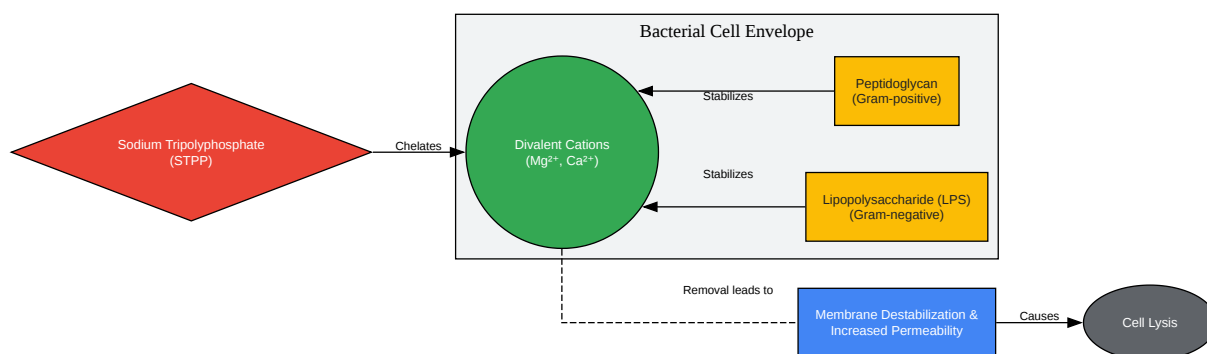 Bacterial Cell Envelope
Peptidoglycan
(Gram-positive)
Stabilizes
Sodium Tripolyphosphate
(STPP)
Chelates
Divalent Cations
(Mg²⁺, Ca²⁺)
Stabilizes
Lipopolysaccharide (LPS)
(Gram-negative)
Removal leads to
Membrane Destabilization &
Increased Permeability
Causes
Cell Lysis